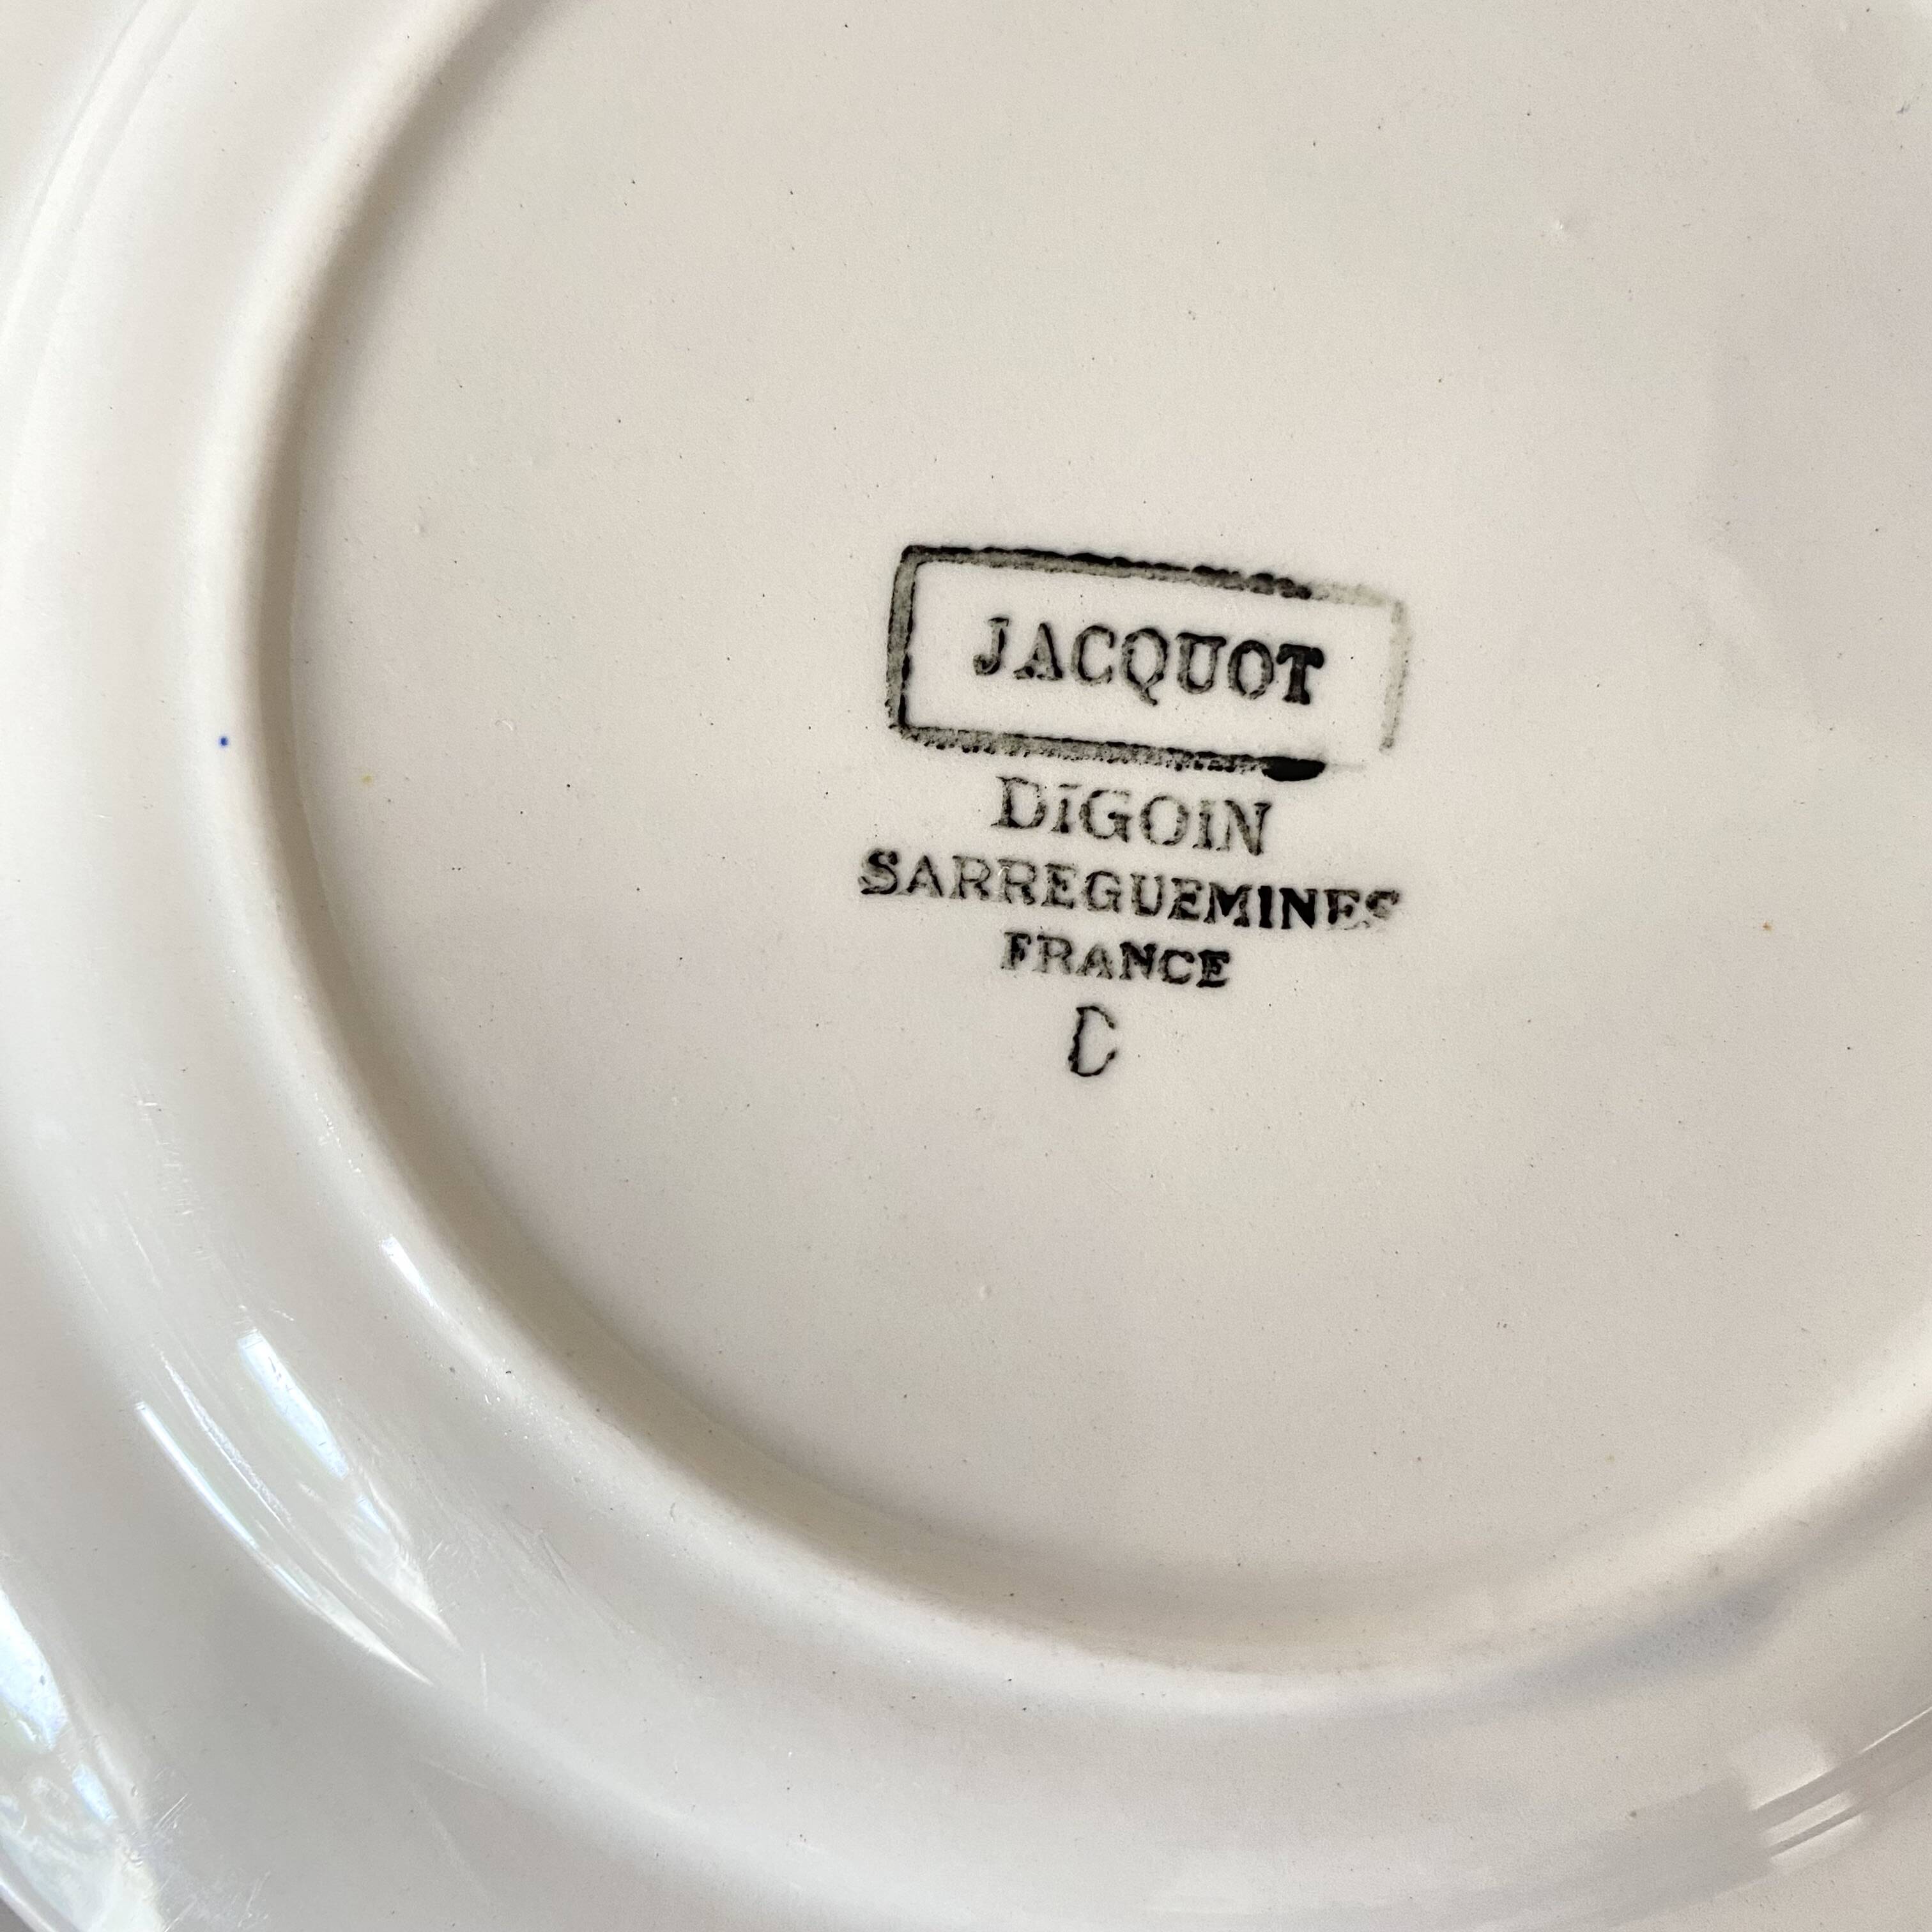 JACQUOT
DIGOIN
SARREGUEMINES
FRANCE
D